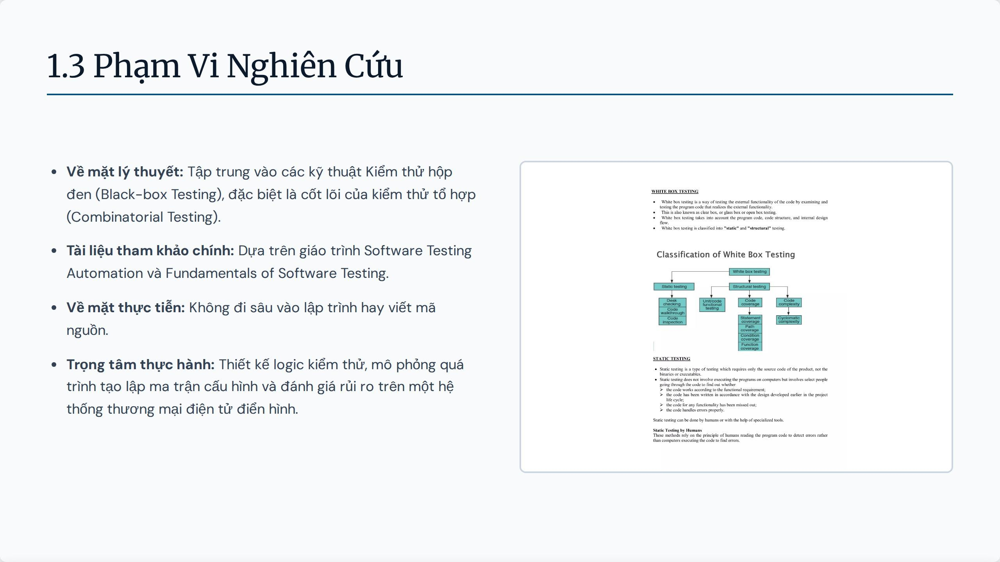 1.3 Phạm Vi Nghiên Cứu
Về mặt lý thuyết: Tập trung vào các kỹ thuật Kiểm thử hộp
đen (Black-box Testing), đặc biệt là cốt lõi của kiểm thử tổ hợp
(Combinatorial Testing).
Tài liệu tham khảo chính: Dựa trên giáo trình Software Testing
Automation và Fundamentals of Software Testing.
Về mặt thực tiễn: Không đi sâu vào lập trình hay viết mã
nguồn.
Trọng tâm thực hành: Thiết kế logic kiểm thử, mô phỏng quá
trình tạo lập ma trận cấu hình và đánh giá rủi ro trên một hệ
thống thương mại điện tử điển hình.
WHITE BOX TESTING
White box testing is a way of testing the external functionality of the code by examining and
testing the program code that realizes the external functionality.
This is also known as clear box, or glass box or open box testing.
White box testing takes into account the program code, code structure, and internal design
flow.
White box testing is classified into "static" and "structural" testing.
Classification of White Box Testing
White box testing
Static testing
Structural testing
Desk
checking
Code
walkthrough
Code
inspection
Unit/code
functional
testing
Code
coverage
Statement
coverage
Path
coverage
Condition
coverage
Function
coverage
Code
complexity
Cyclomatic
complexity
STATIC TESTING
Static testing is a type of testing which requires only the source code of the product, not the
binaries or executables.
Static testing does not involve executing the programs on computers but involves select people
going through the code to find out whether
the code works according to the functional requirement;
the code has been written in accordance with the design developed earlier in the project
life cycle;
the code for any functionality has been missed out;
the code handles errors properly.
Static testing can be done by humans or with the help of specialized tools.
Static Testing by Humans
These methods rely on the principle of humans reading the program code to detect errors rather
than computers executing the code to find errors.